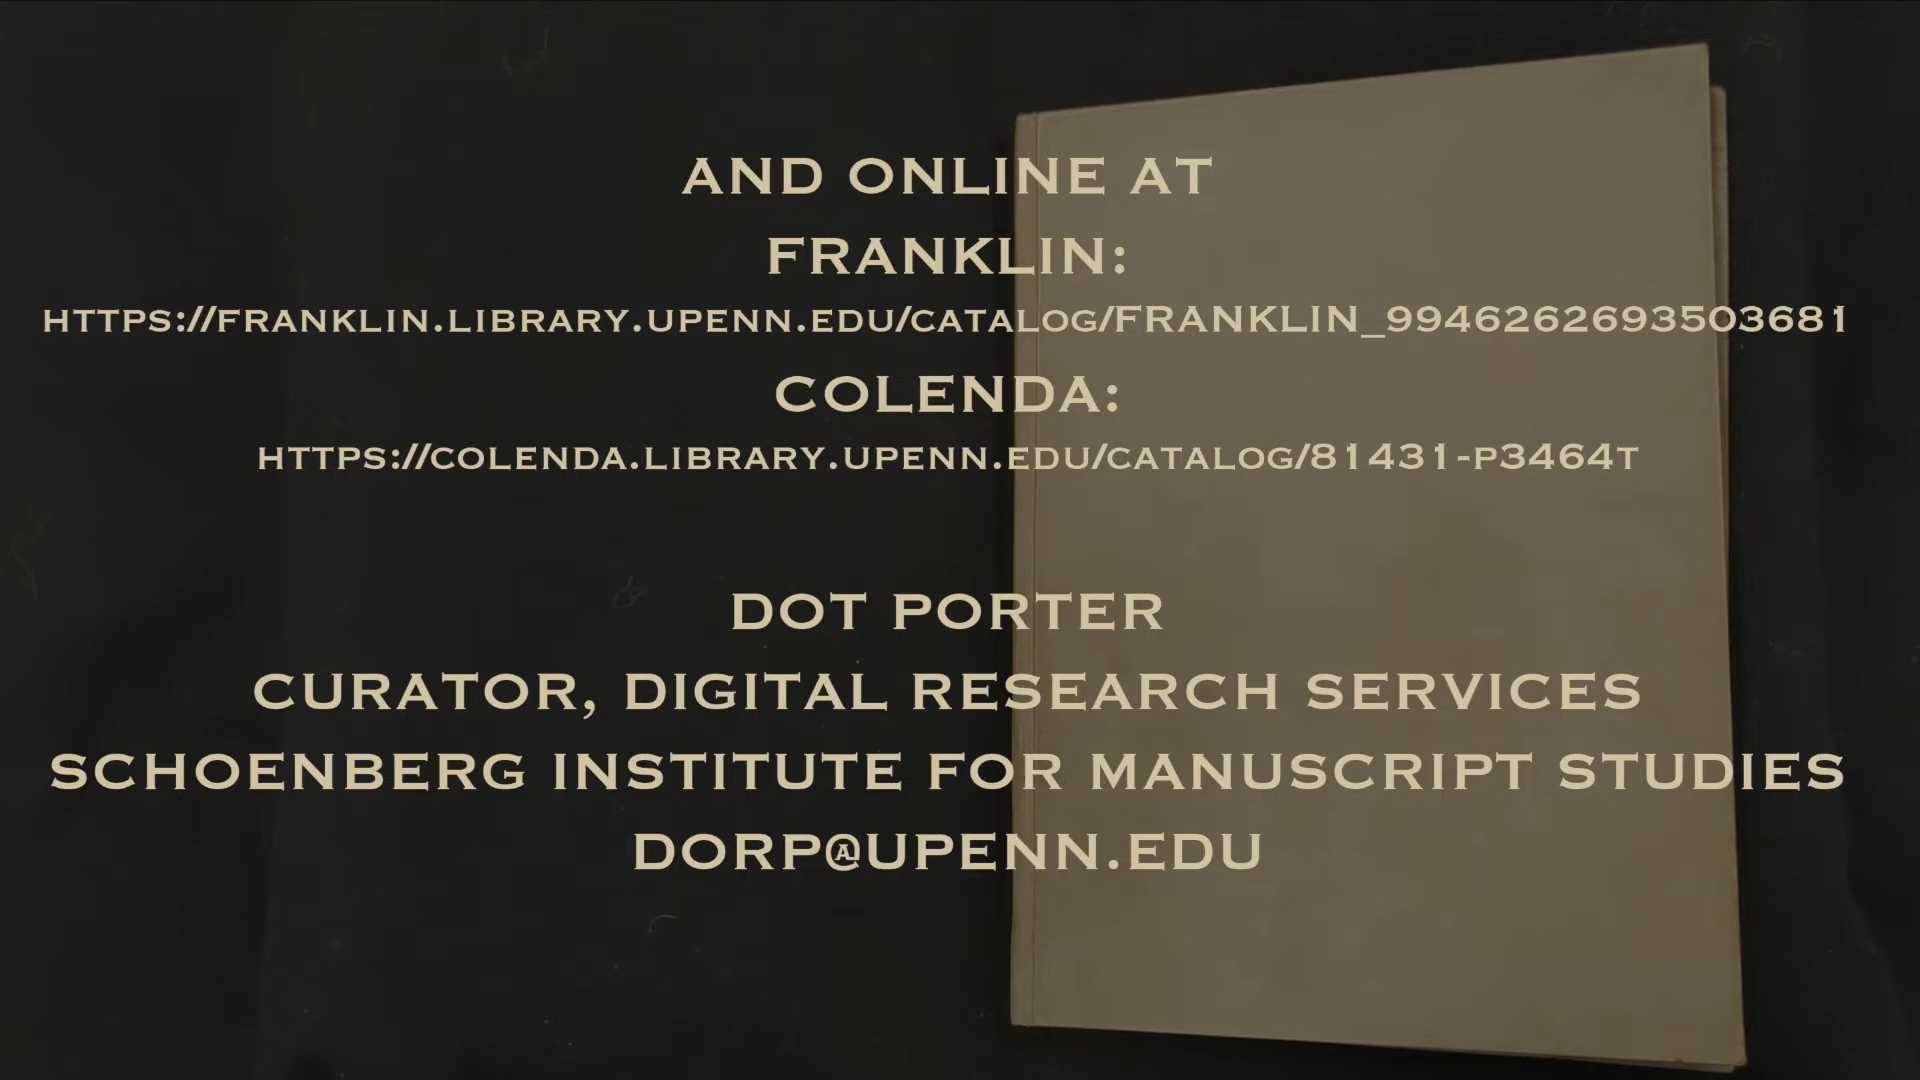 AND ONLINE AT
FRANKLIN:
HTTPS://FRANKLIN.LIBRARY.UPENN.EDU/CATALOG/FRANKLIN_9946262693503681
COLENDA:
HTTPS://COLENDA.LIBRARY.UPENN.EDU/CATALOG/81431-P3464T
DOT PORTER
CURATOR, DIGITAL RESEARCH SERVICES
SCHOENBERG INSTITUTE FOR MANUSCRIPT STUDIES
DORP@UPENN.EDU